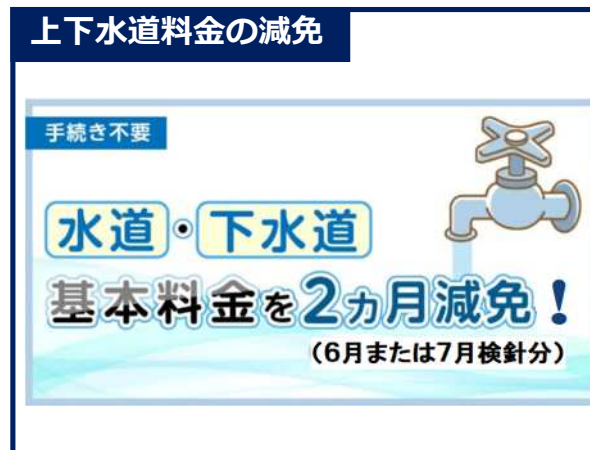 上下水道料金の減免
手続き不要
水道・下水道
基本料金を2カ月減免!
(6月または7月検針分)